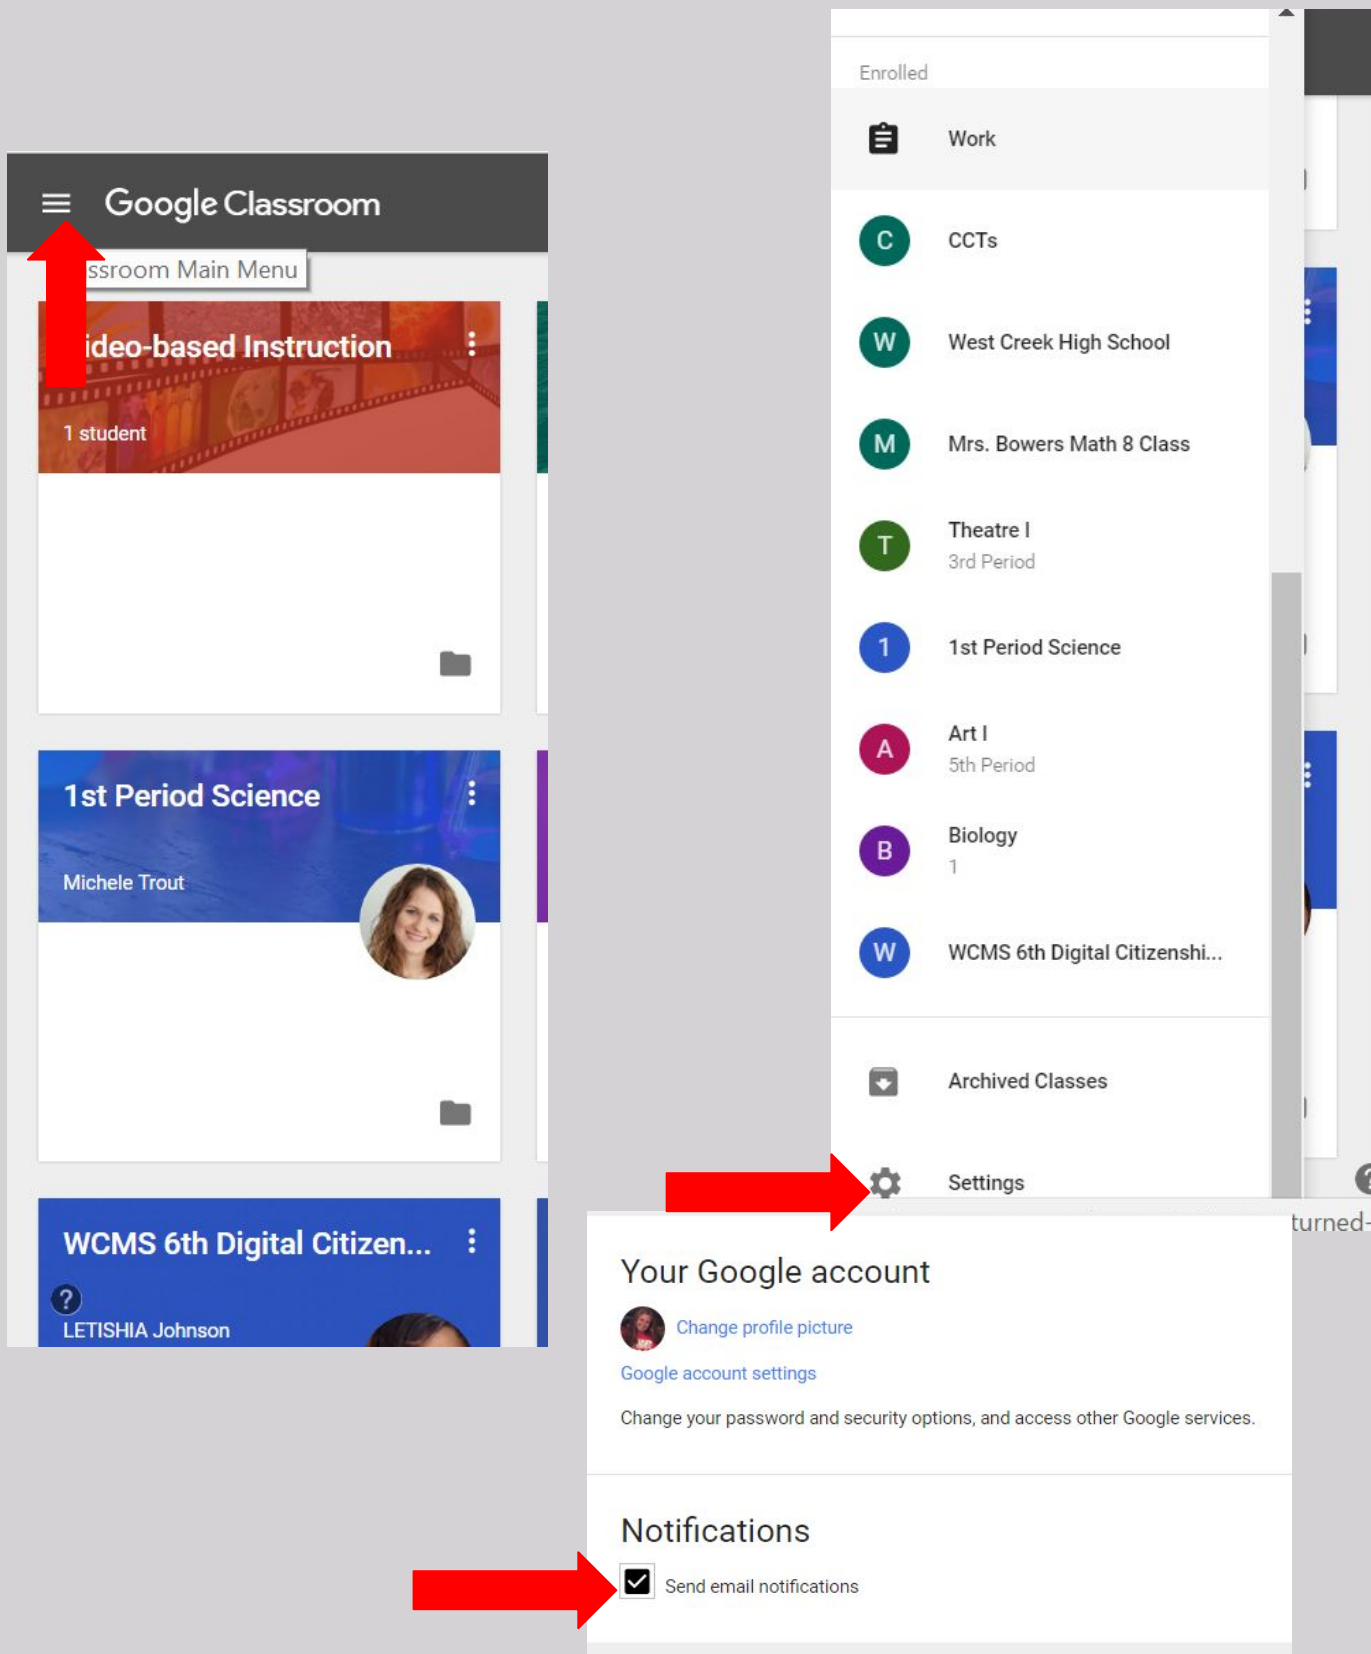 Google Classroom
ssroom Main Menu
ideo-based Instruction
1 student
1st Period Science
Michele Trout
WCMS 6th Digital Citizen...
?
LETISHIA Johnson
Enrolled
Work
C
CCTs
W
West Creek High School
M
Mrs. Bowers Math 8 Class
T
Theatre I
3rd Period
1
1st Period Science
A
Art I
5th Period
B
Biology
1
W
WCMS 6th Digital Citizenshi...
Archived Classes
Settings
turned-
Your Google account
Change profile picture
Google account settings
Change your password and security options, and access other Google services.
Notifications
Send email notifications